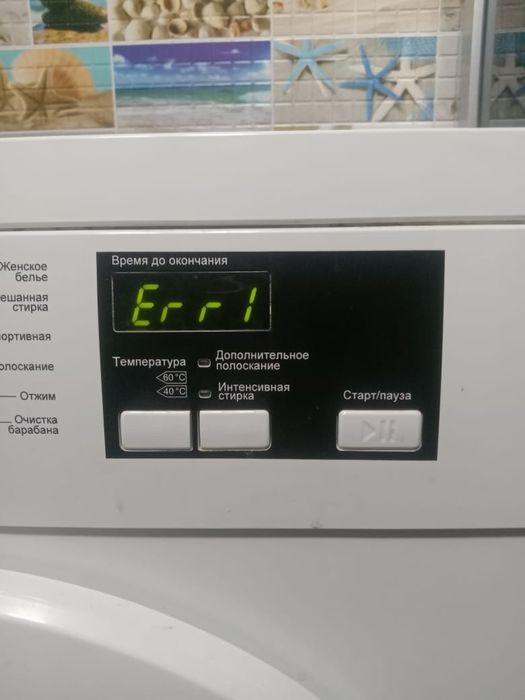 Время до окончания
Err1
Женское
белье
ешанная
стирка
ортивная
олоскание
Отжим
Очистка
барабана
Температура
60 °C
40 °C
Дополнительное
полоскание
Интенсивная
стирка
Старт/пауза